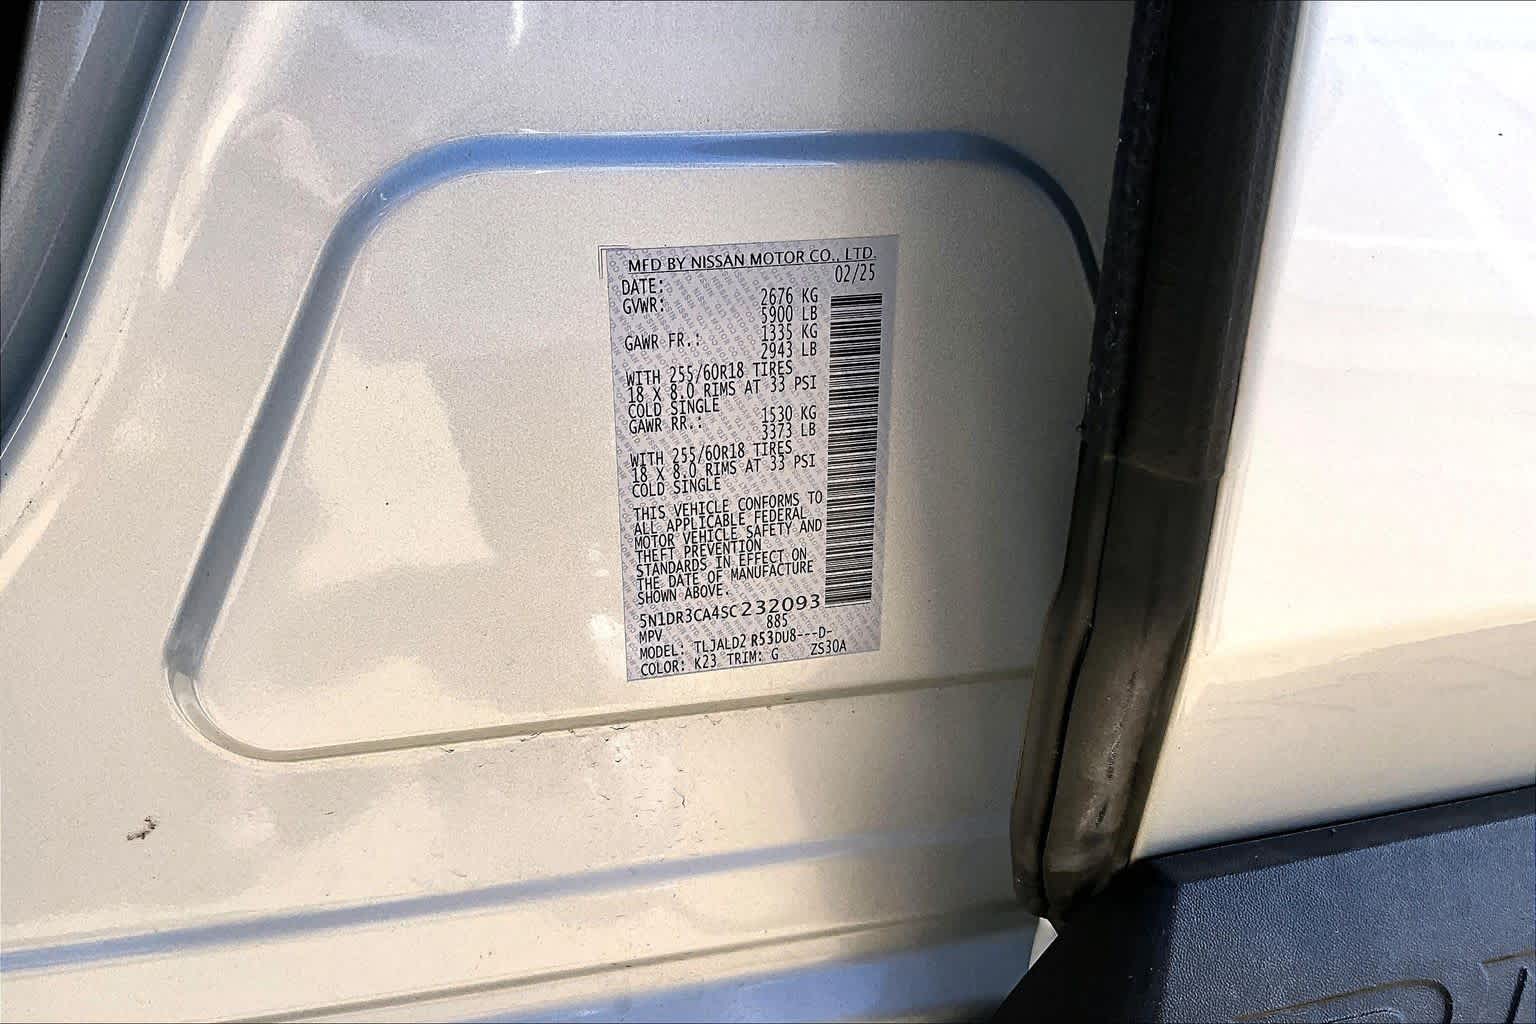 MFD BY NISSAN MOTOR CO., LTD.
DATE: 02/25
GVWR: 2676 KG
5900 LB
GAWR FR.: 1335 KG
2943 LB
WITH 255/60R18 TIRES
18 X 8.0 RIMS AT 33 PSI
COLD SINGLE
GAWR RR.: 1530 KG
3373 LB
WITH 255/60R18 TIRES
18 X 8.0 RIMS AT 33 PSI
COLD SINGLE
THIS VEHICLE CONFORMS TO
ALL APPLICABLE FEDERAL
MOTOR VEHICLE SAFETY AND
THEFT PREVENTION
STANDARDS IN EFFECT ON
THE DATE OF MANUFACTURE
SHOWN ABOVE.
5N1DR3CA4SC232093
MPV 885
MODEL: TLJALD2 R53DU8---D-
COLOR: K23 TRIM: G ZS30A